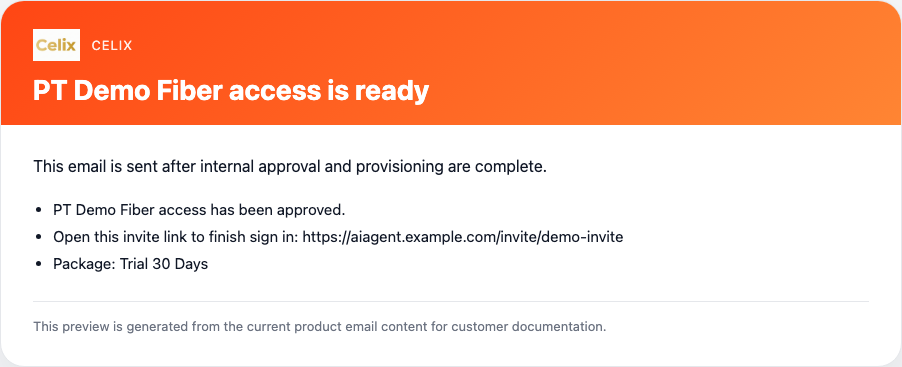 Celix CELIX
PT Demo Fiber access is ready
This email is sent after internal approval and provisioning are complete.
• PT Demo Fiber access has been approved.
• Open this invite link to finish sign in: https://aiagent.example.com/invite/demo-invite
• Package: Trial 30 Days
This preview is generated from the current product email content for customer documentation.